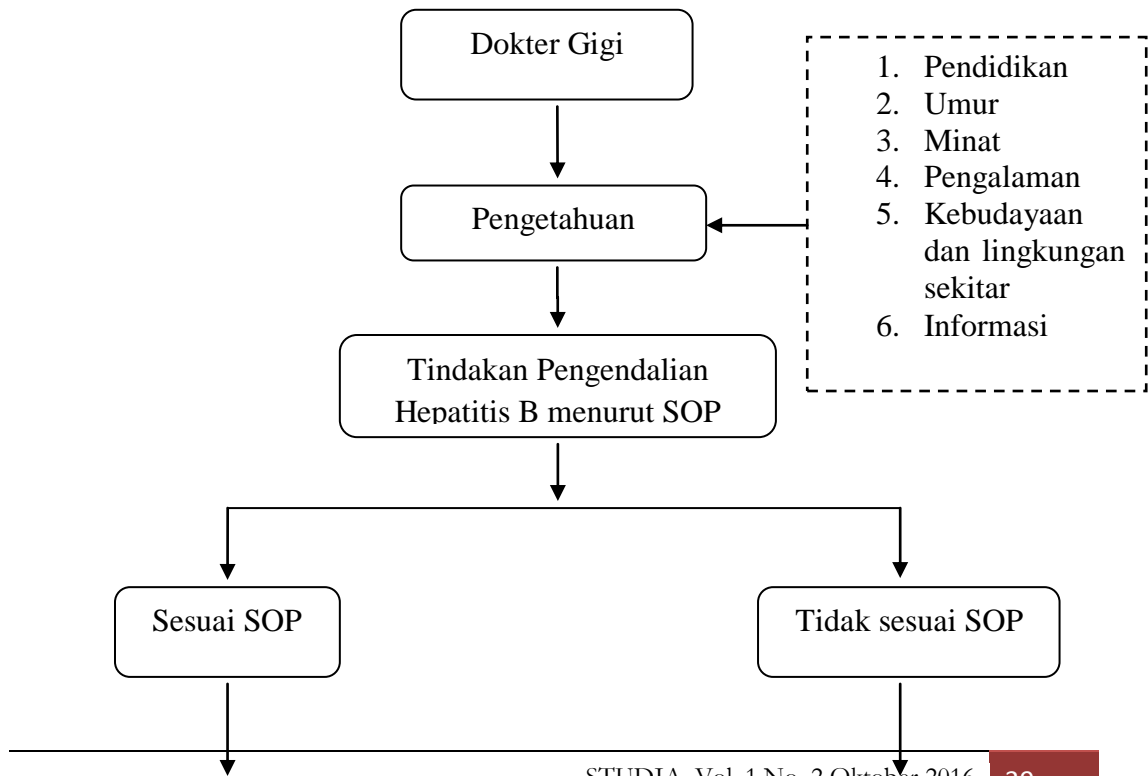 Dokter Gigi
1. Pendidikan
2. Umur
3. Minat
4. Pengalaman
5. Kebudayaan
dan lingkungan
sekitar
6. Informasi
Pengetahuan
Tindakan Pengendalian
Hepatitis B menurut SOP
Sesuai SOP
Tidak sesuai SOP
STUDIA, Vol. 1 No. 2 Oktober 2016